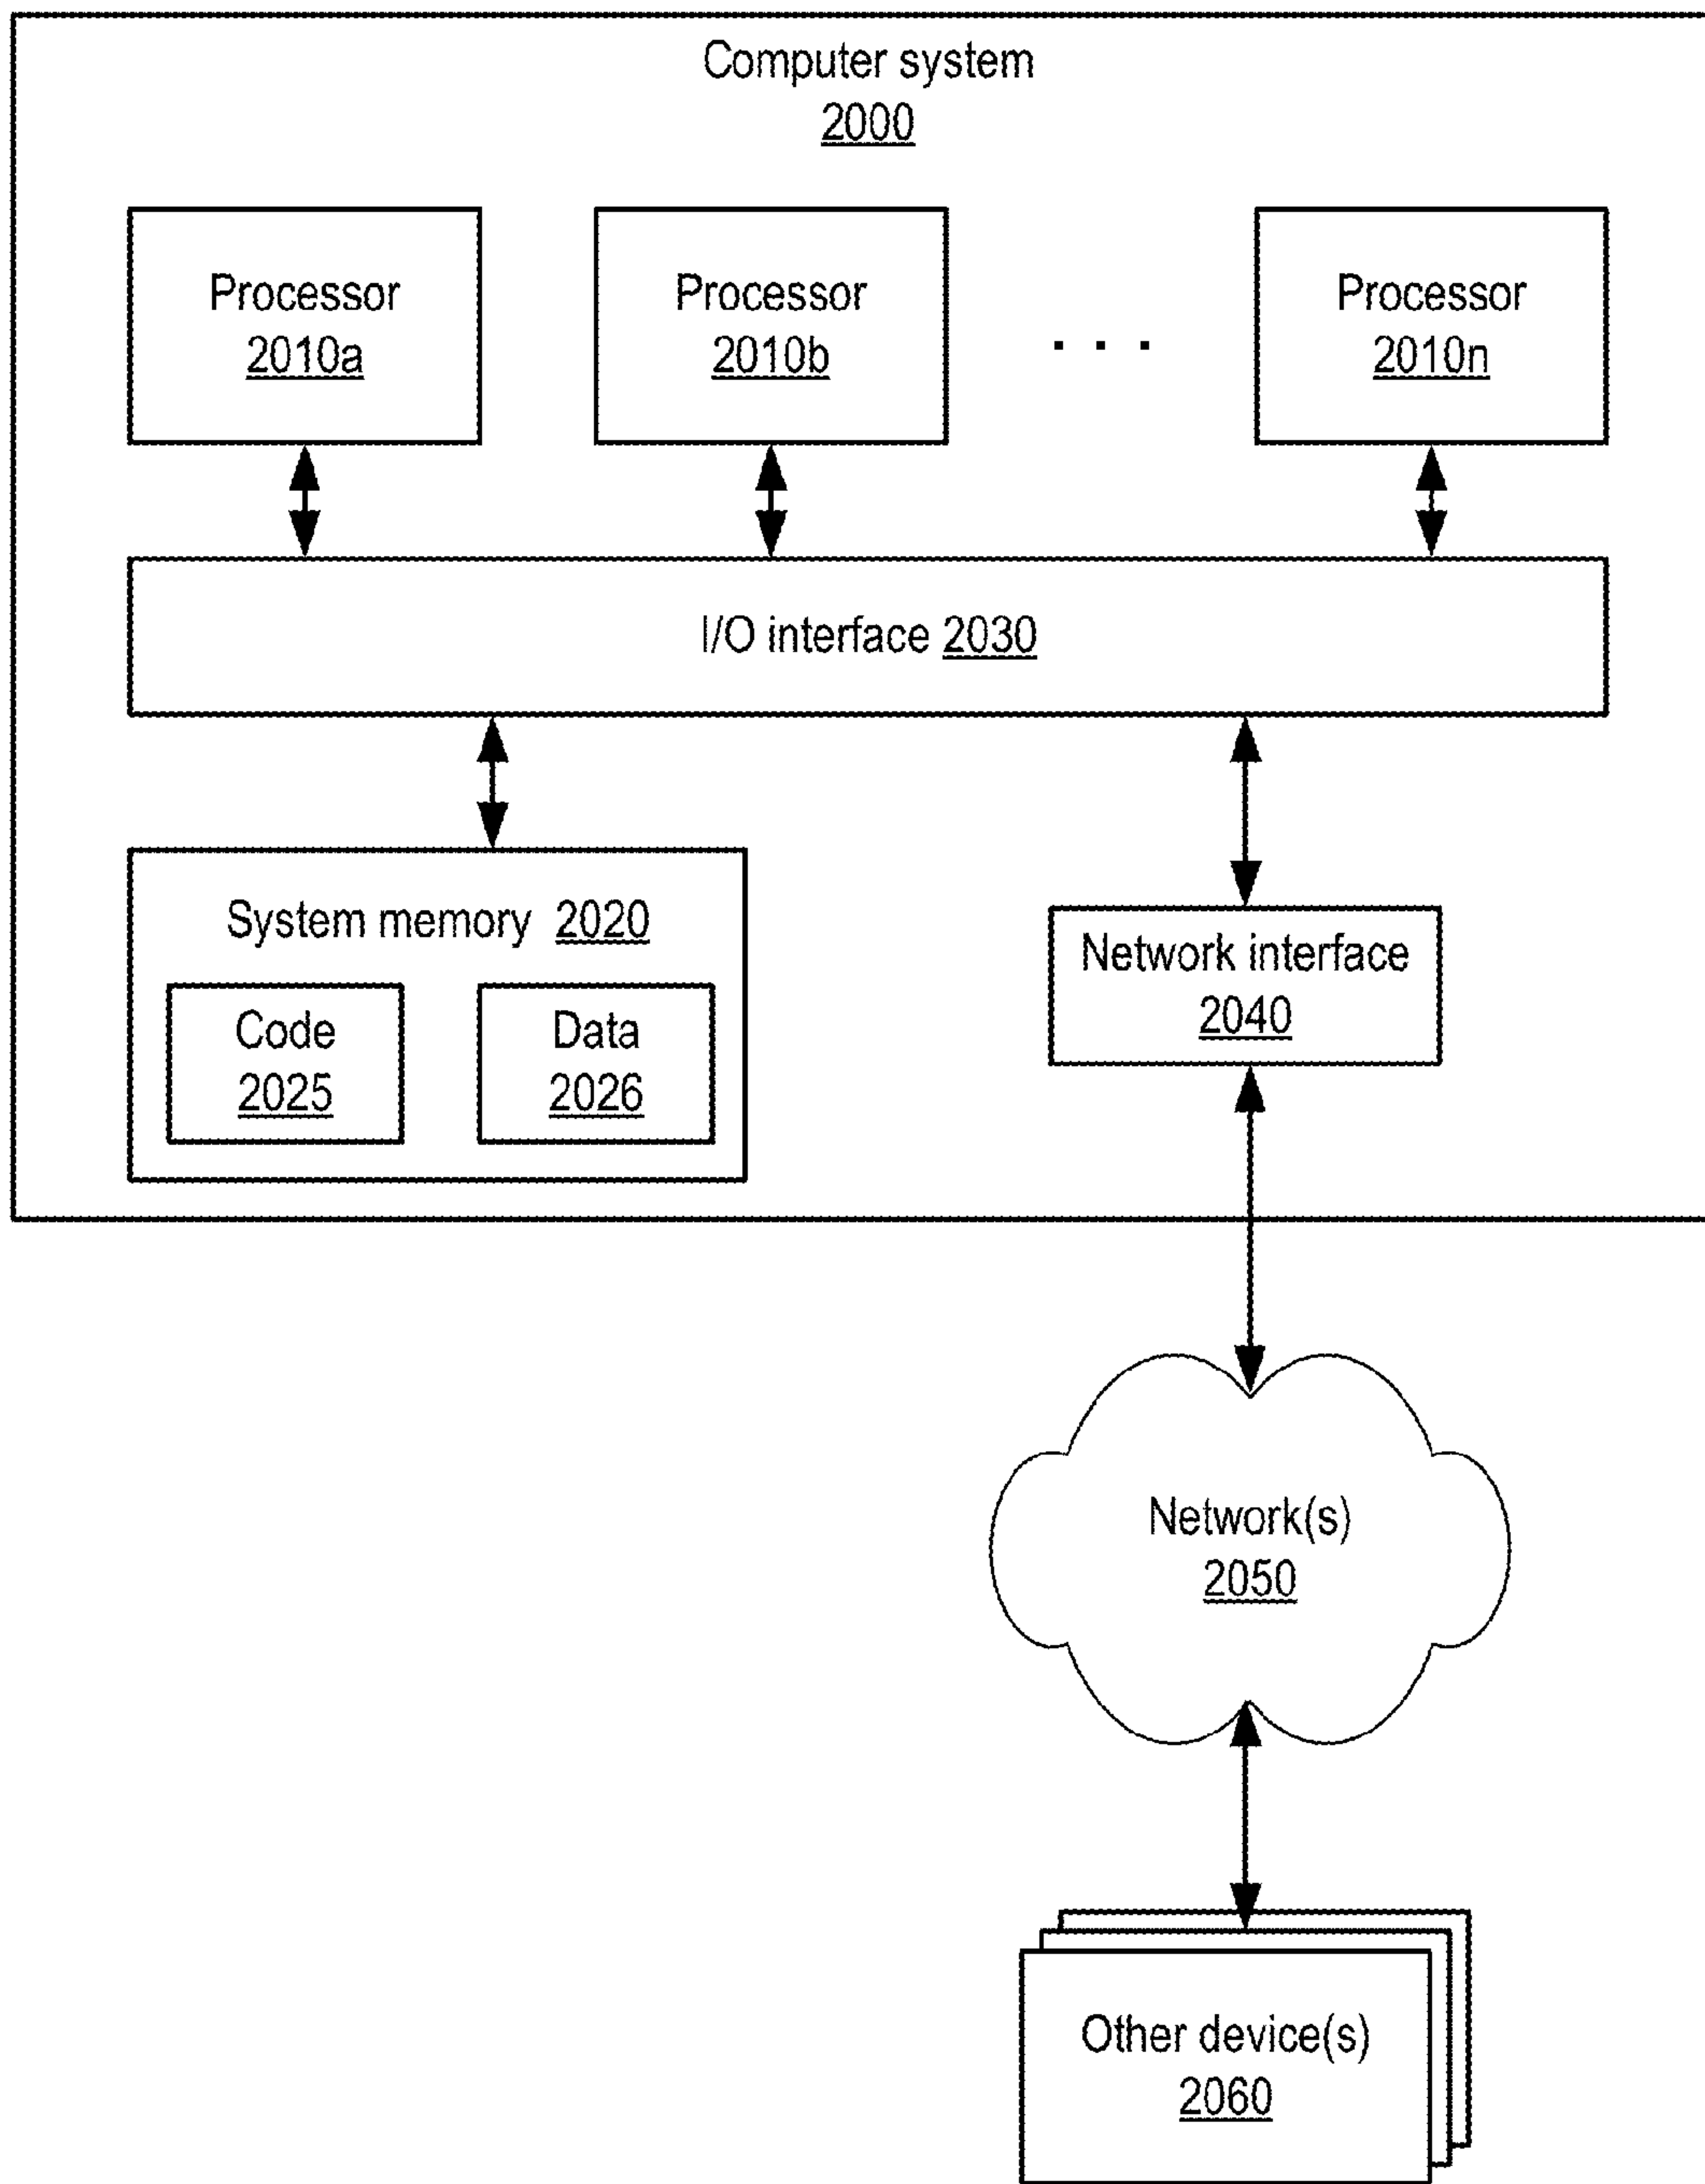 Computer system
2000
Processor
2010a
Processor
2010b
. . .
Processor
2010n
I/O interface 2030
System memory 2020
Code
2025
Data
2026
Network interface
2040
Network(s)
2050
Other device(s)
2060